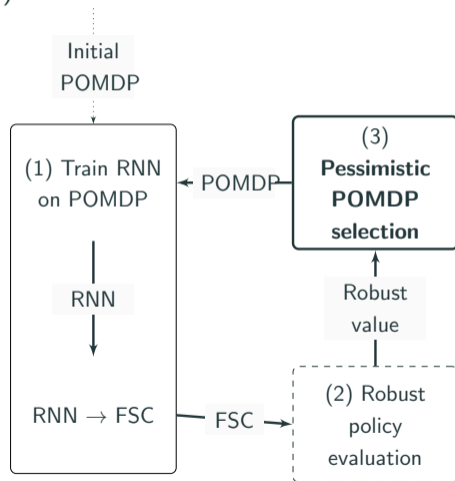 )
Initial
POMDP
(1) Train RNN
on POMDP
RNN
RNN → FSC
FSC
(2) Robust
policy
evaluation
Robust
value
(3)
Pessimistic
POMDP
selection
POMDP